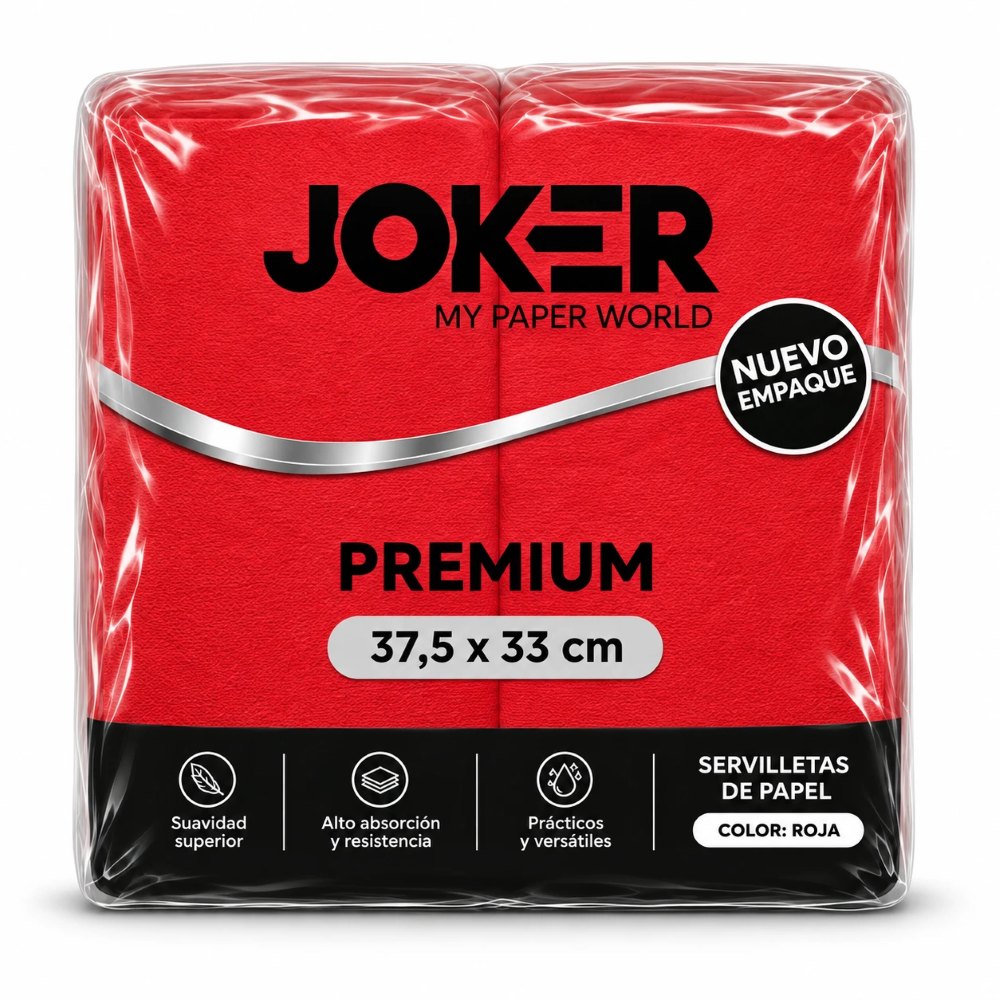 JOKER
MY PAPER WORLD
NUEVO
EMPAQUE
PREMIUM
37,5 x 33 cm
Suavidad
superior
Alto absorción
y resistencia
Prácticos
y versátiles
SERVILLETAS
DE PAPEL
COLOR: ROJA